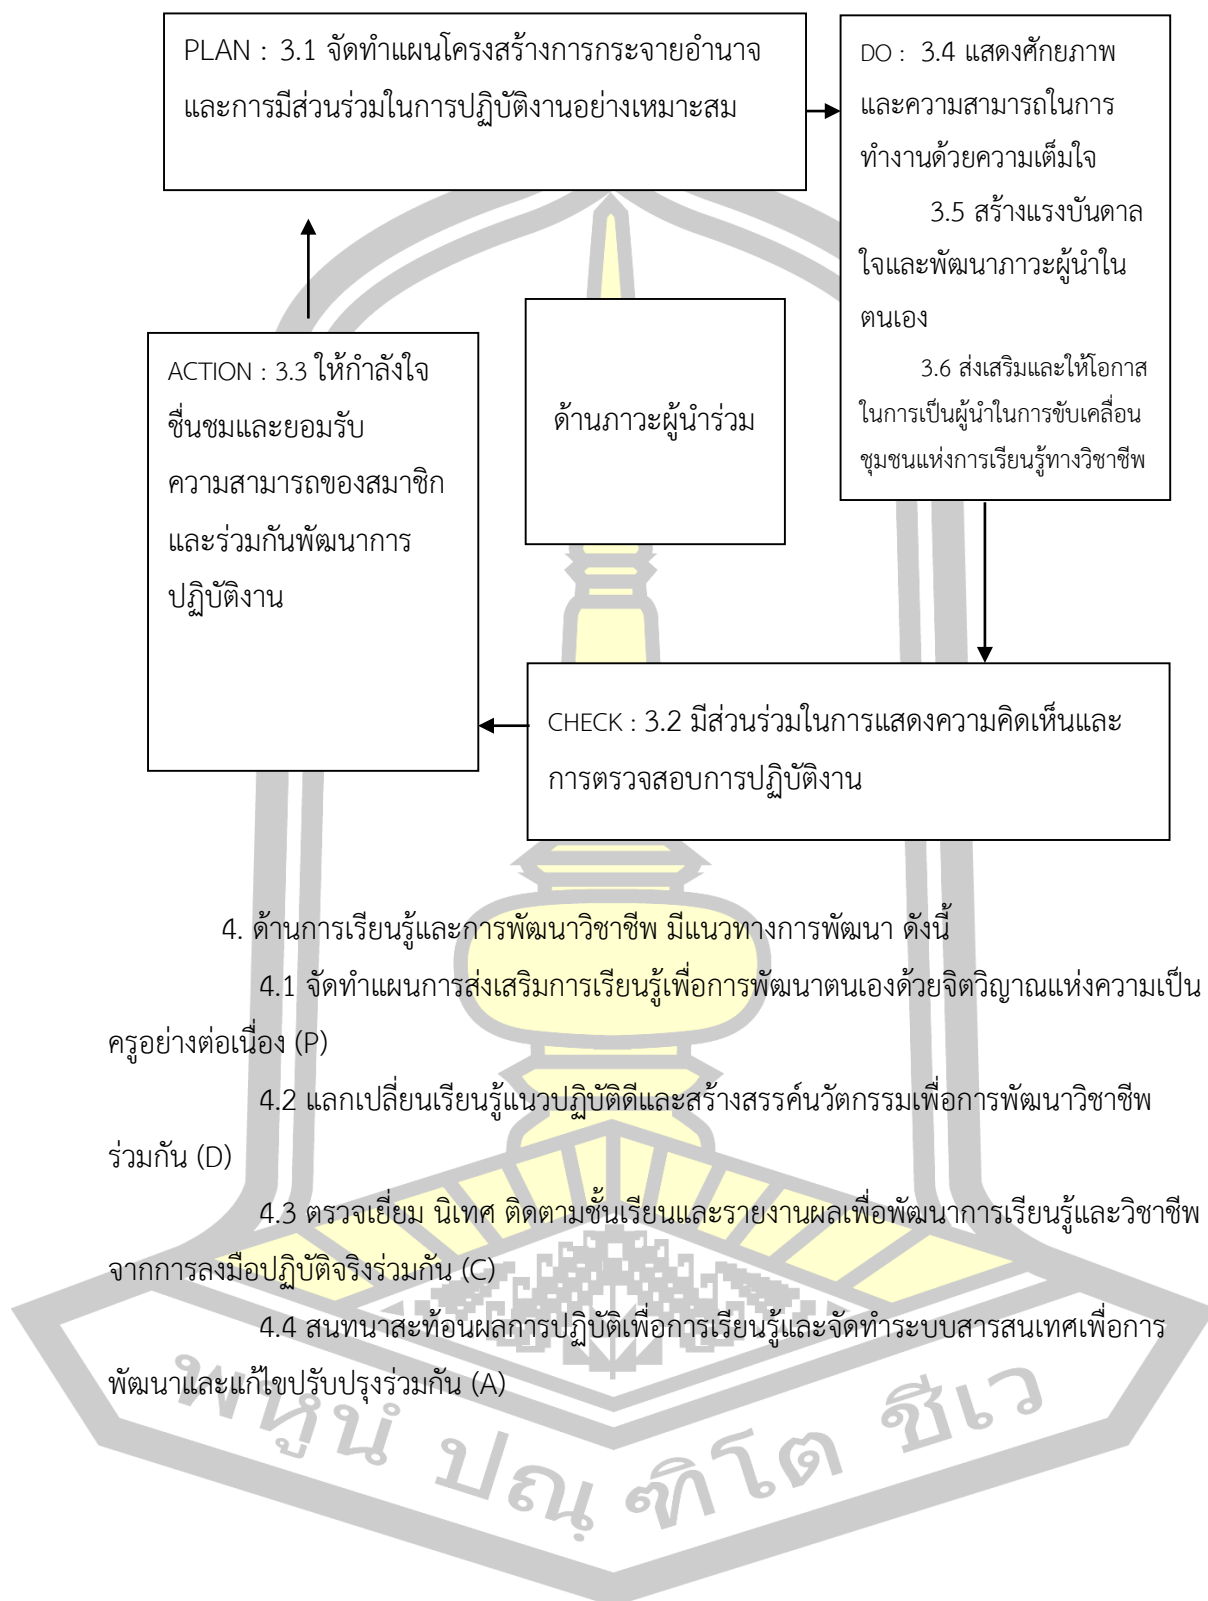 PLAN : 3.1 จัดทำแผนโครงสร้างการกระจายอำนาจ
และการมีส่วนร่วมในการปฏิบัติงานอย่างเหมาะสม
DO : 3.4 แสดงศักยภาพ
และความสามารถในการ
ทำงานด้วยความเต็มใจ
3.5 สร้างแรงบันดาล
ใจและพัฒนาภาวะผู้นำใน
ตนเอง
3.6 ส่งเสริมและให้โอกาส
ในการเป็นผู้นำในการขับเคลื่อน
ชุมชนแห่งการเรียนรู้ทางวิชาชีพ
ACTION : 3.3 ให้กำลังใจ
ชื่นชมและยอมรับ
ความสามารถของสมาชิก
และร่วมกันพัฒนาการ
ปฏิบัติงาน
ด้านภาวะผู้นำร่วม
CHECK : 3.2 มีส่วนร่วมในการแสดงความคิดเห็นและ
การตรวจสอบการปฏิบัติงาน
4. ด้านการเรียนรู้และการพัฒนาวิชาชีพ มีแนวทางการพัฒนา ดังนี้
4.1 จัดทำแผนการส่งเสริมการเรียนรู้เพื่อการพัฒนาตนเองด้วยจิตวิญาณแห่งความเป็น
ครูอย่างต่อเนื่อง (P)
4.2 แลกเปลี่ยนเรียนรู้แนวปฏิบัติดีและสร้างสรรค์นวัตกรรมเพื่อการพัฒนาวิชาชีพ
ร่วมกัน (D)
4.3 ตรวจเยี่ยม นิเทศ ติดตามชั้นเรียนและรายงานผลเพื่อพัฒนาการเรียนรู้และวิชาชีพ
จากการลงมือปฏิบัติจริงร่วมกัน (C)
4.4 สนทนาสะท้อนผลการปฏิบัติเพื่อการเรียนรู้และจัดทำระบบสารสนเทศเพื่อการ
พัฒนาและแก้ไขปรับปรุงร่วมกัน (A)
พหูนํ ปณฺฑิโต ชีเว